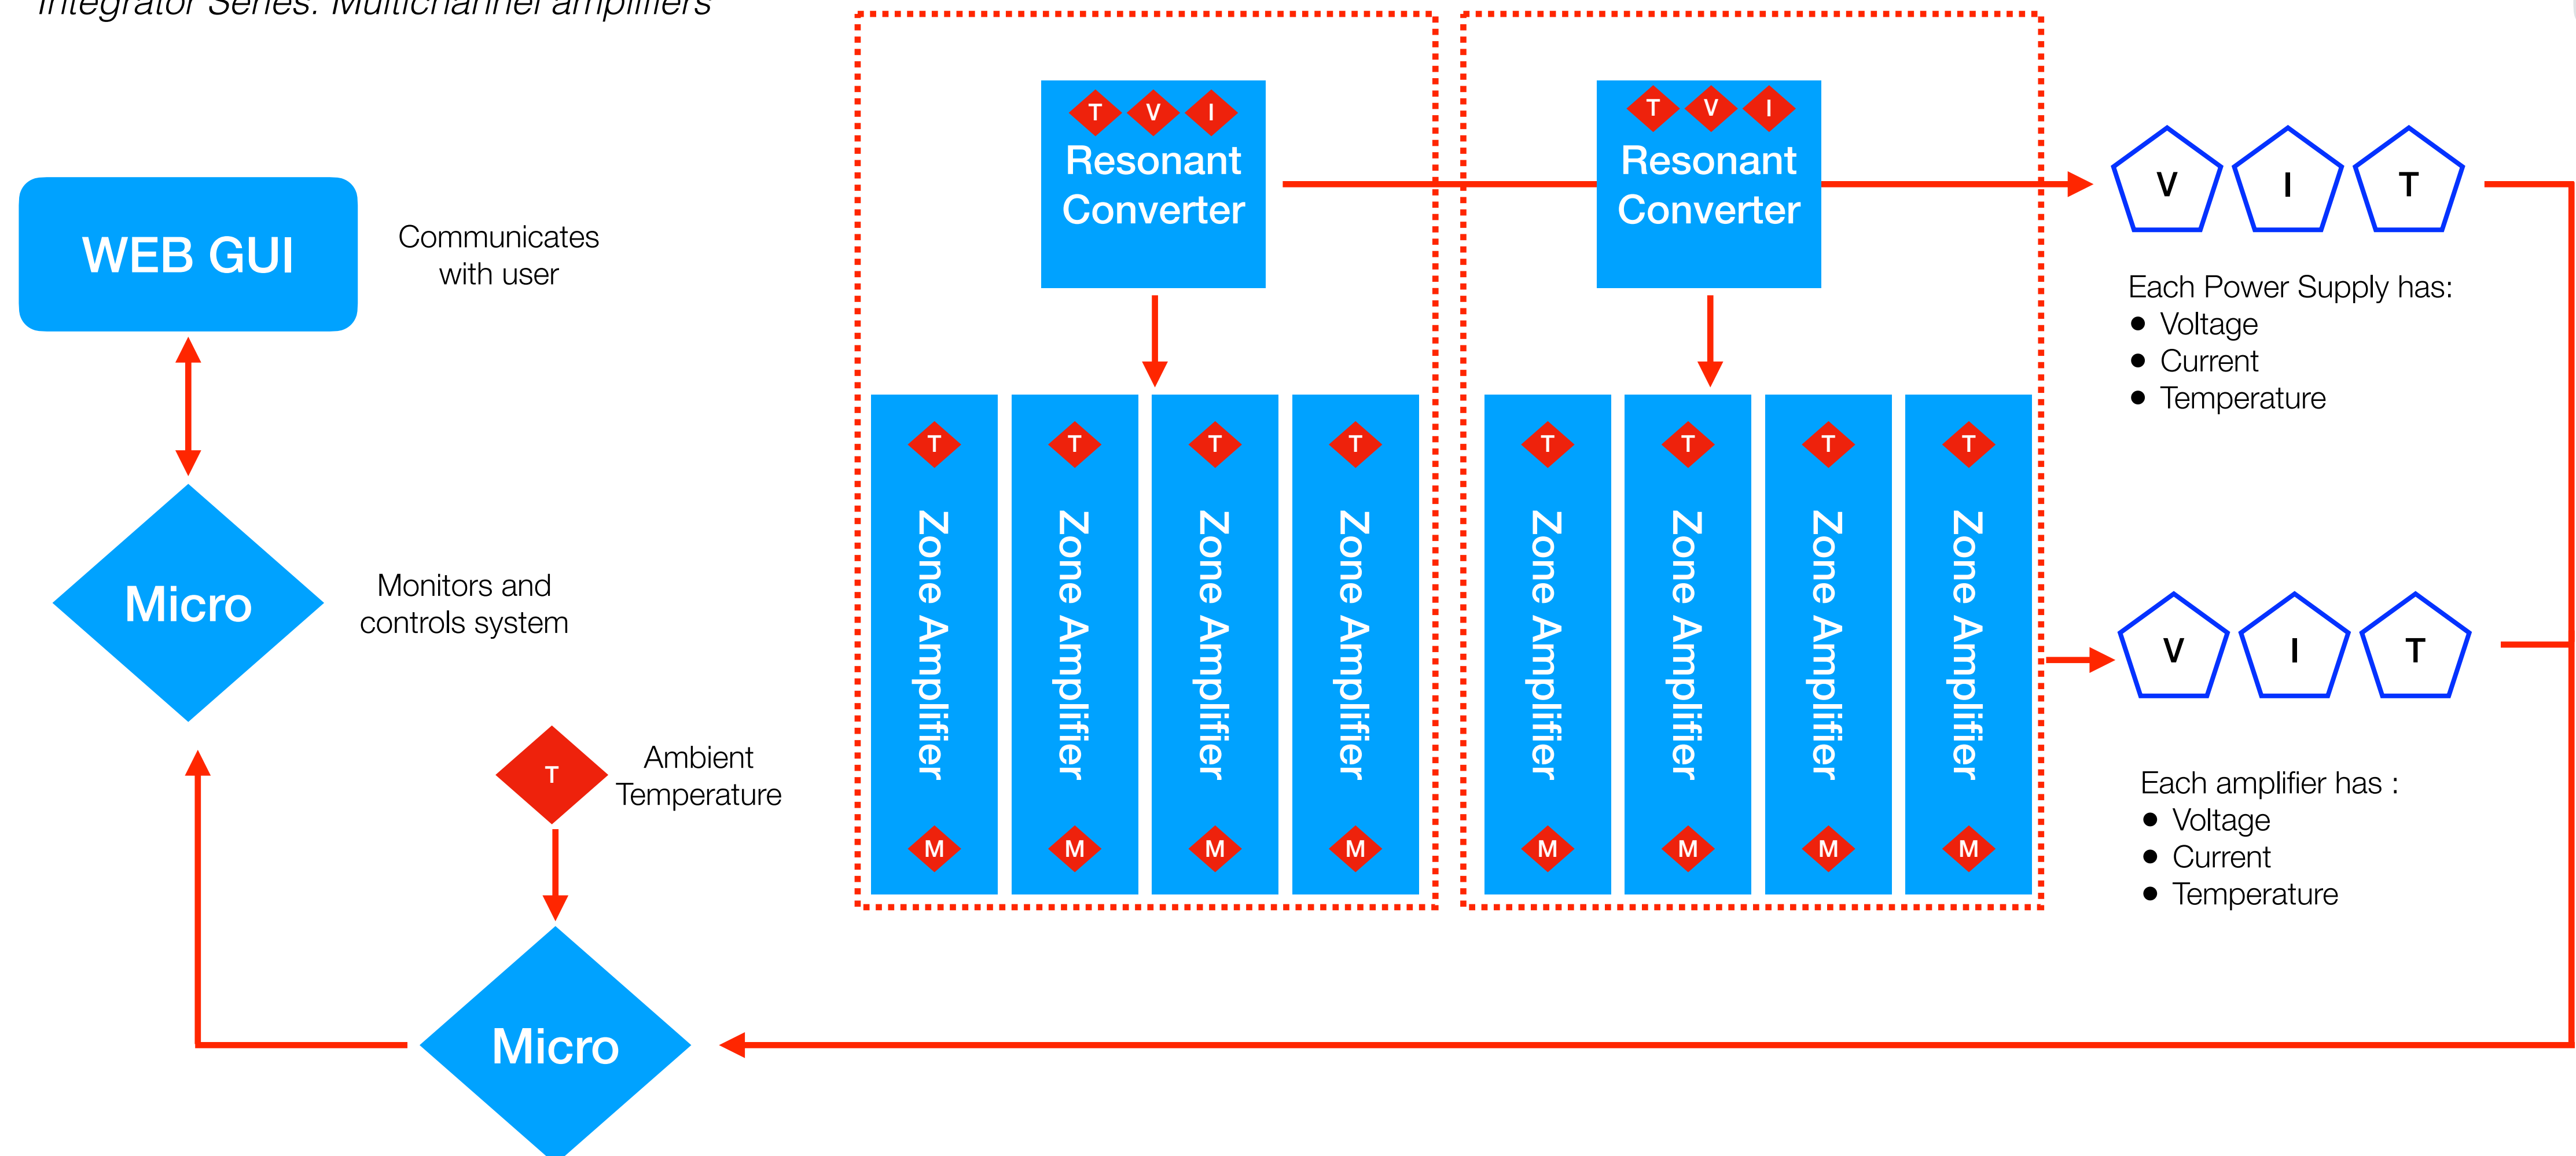 Integrator Series: Multichannel amplifiers
WEB GUI
Communicates
with user
Micro
Monitors and
controls system
T
Ambient
Temperature
Micro
T V I
Resonant
Converter
T V I
Resonant
Converter
T
Zone Amplifier
M
T
Zone Amplifier
M
T
Zone Amplifier
M
T
Zone Amplifier
M
T
Zone Amplifier
M
T
Zone Amplifier
M
T
Zone Amplifier
M
T
Zone Amplifier
M
V I T
Each Power Supply has:
● Voltage
● Current
● Temperature
V I T
Each amplifier has :
● Voltage
● Current
● Temperature